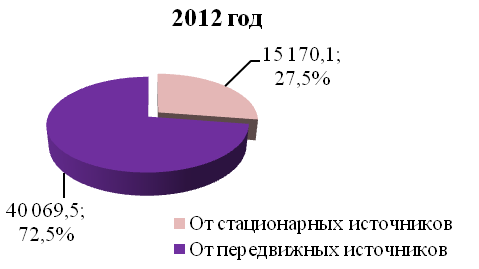 2012 год
15 170,1;
27,5%
40 069,5;
72,5%
От стационарных источников
От передвижных источников